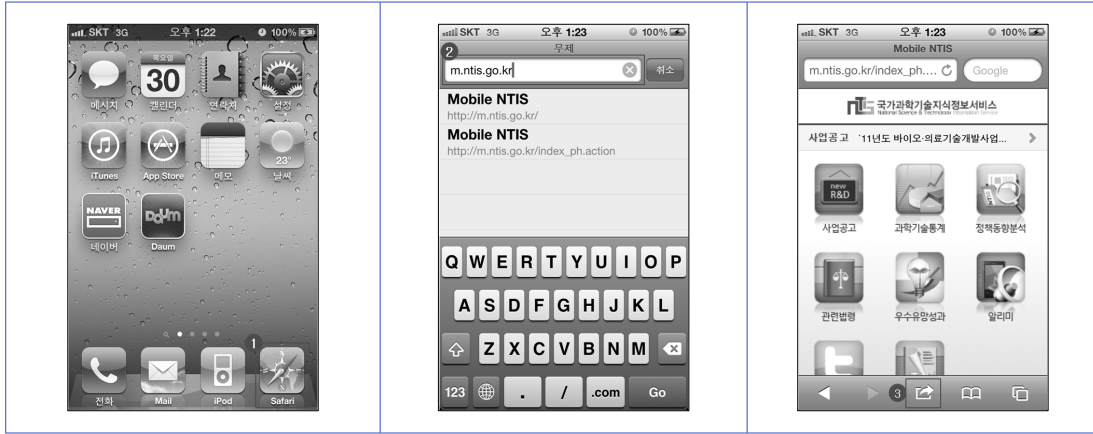 SKT 3G 오후 1:22 100%
목요일
30
메시지 캘린더 연락처 설정
23°
iTunes App Store 메모 날씨
NAVER Daum
네이버 Daum
1
전화 Mail iPod Safari
SKT 3G 오후 1:23 100%
무제
2
m.ntis.go.kr 취소
Mobile NTIS
http://m.ntis.go.kr/
Mobile NTIS
http://m.ntis.go.kr/index_ph.action
Q W E R T Y U I O P
A S D F G H J K L
Z X C V B N M
123 . / .com Go
SKT 3G 오후 1:23 100%
Mobile NTIS
m.ntis.go.kr/index_ph.... Google
ntis 국가과학기술지식정보서비스
National Science & Technology Information Service
사업공고 `11년도 바이오·의료기술개발사업...
new
R&D
사업공고 과학기술통계 정책동향분석
관련법령 우수유망성과 알리미
3